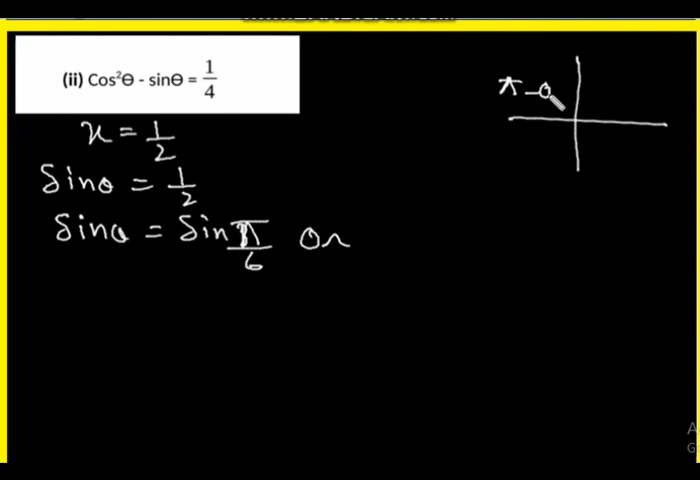 (ii) Cos²Θ - sinΘ = 1/4
π - θ
x = 1/2
Sinθ = 1/2
Sinθ = Sin π/6 or